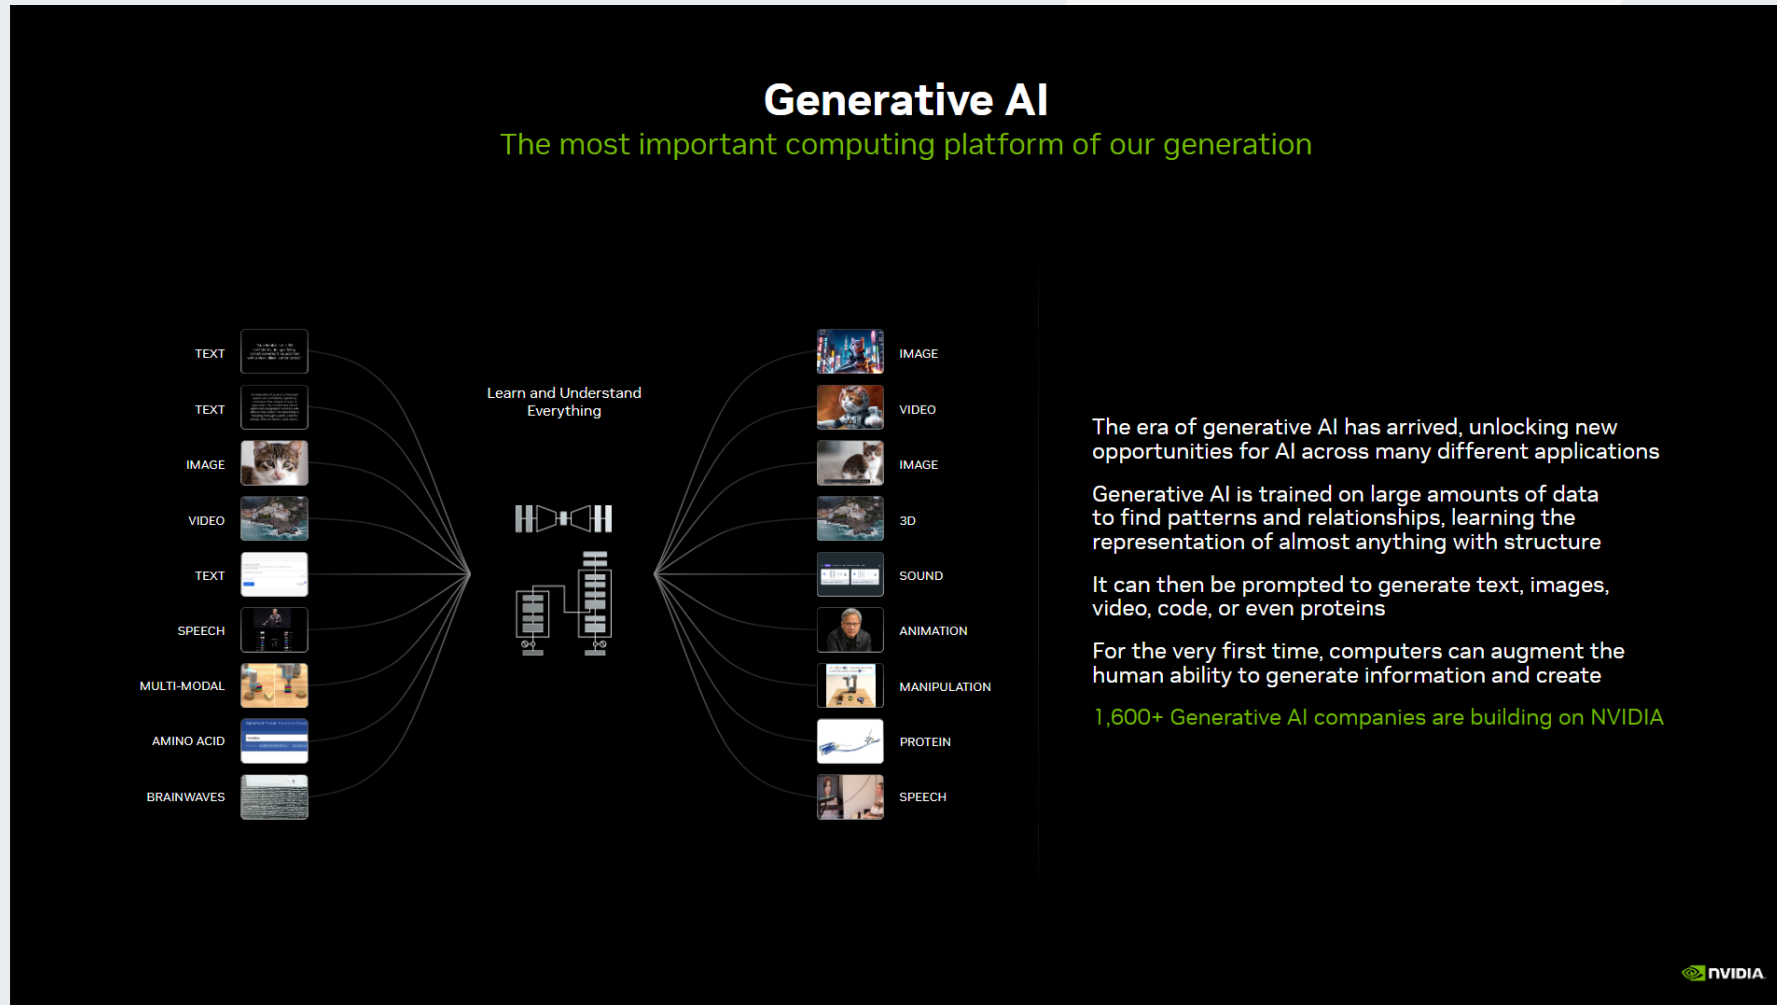 Generative AI
The most important computing platform of our generation
TEXT
TEXT
IMAGE
VIDEO
TEXT
SPEECH
MULTI-MODAL
AMINO ACID
BRAINWAVES
Learn and Understand
Everything
IMAGE
VIDEO
IMAGE
3D
SOUND
ANIMATION
MANIPULATION
PROTEIN
SPEECH
The era of generative AI has arrived, unlocking new
opportunities for AI across many different applications
Generative AI is trained on large amounts of data
to find patterns and relationships, learning the
representation of almost anything with structure
It can then be prompted to generate text, images,
video, code, or even proteins
For the very first time, computers can augment the
human ability to generate information and create
1,600+ Generative AI companies are building on NVIDIA
NVIDIA